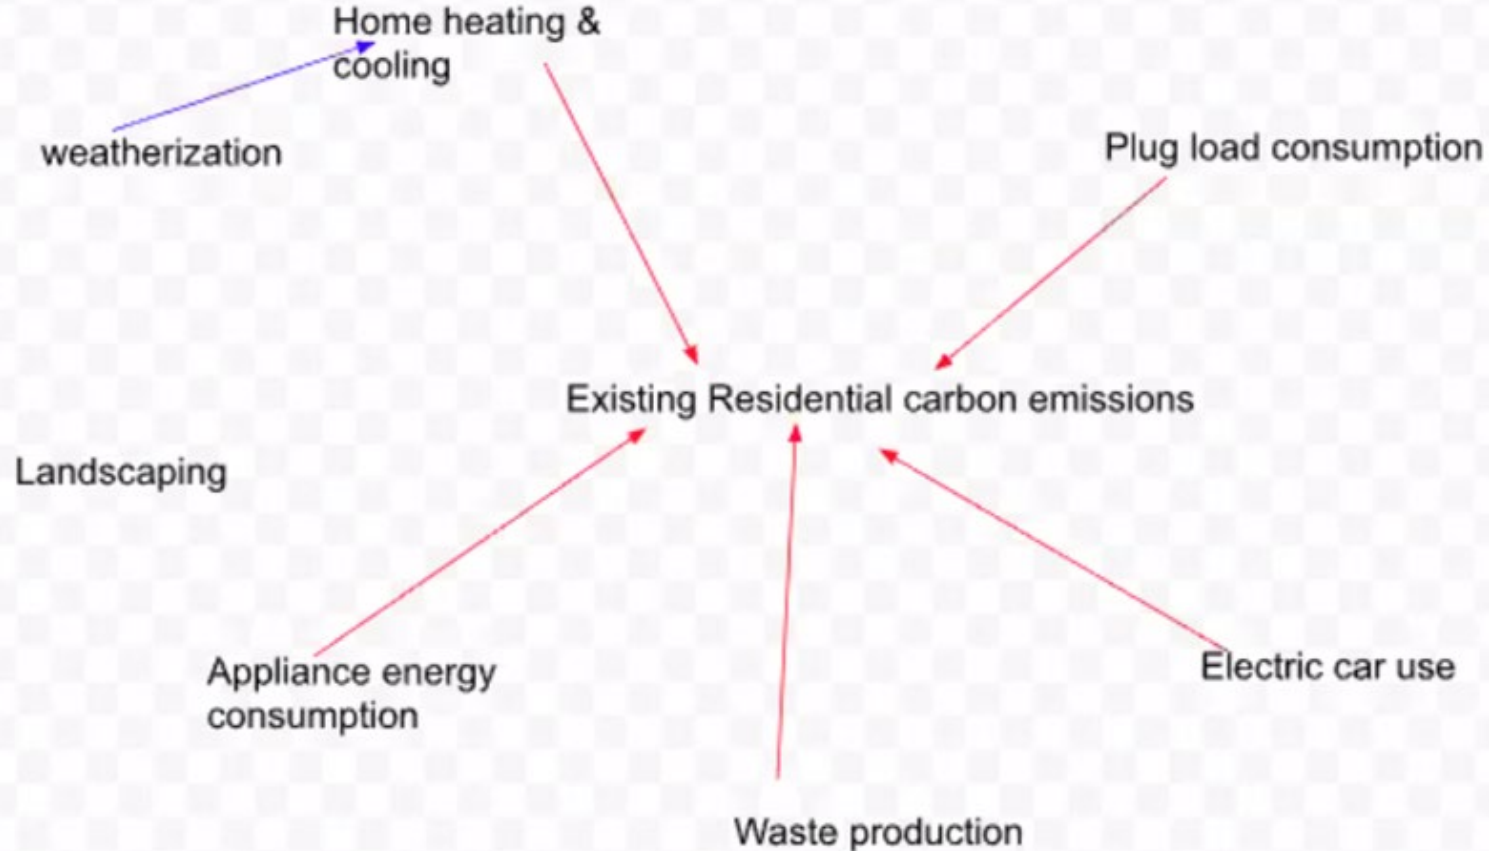 Home heating &
cooling
weatherization
Plug load consumption
Existing Residential carbon emissions
Landscaping
Appliance energy
consumption
Electric car use
Waste production